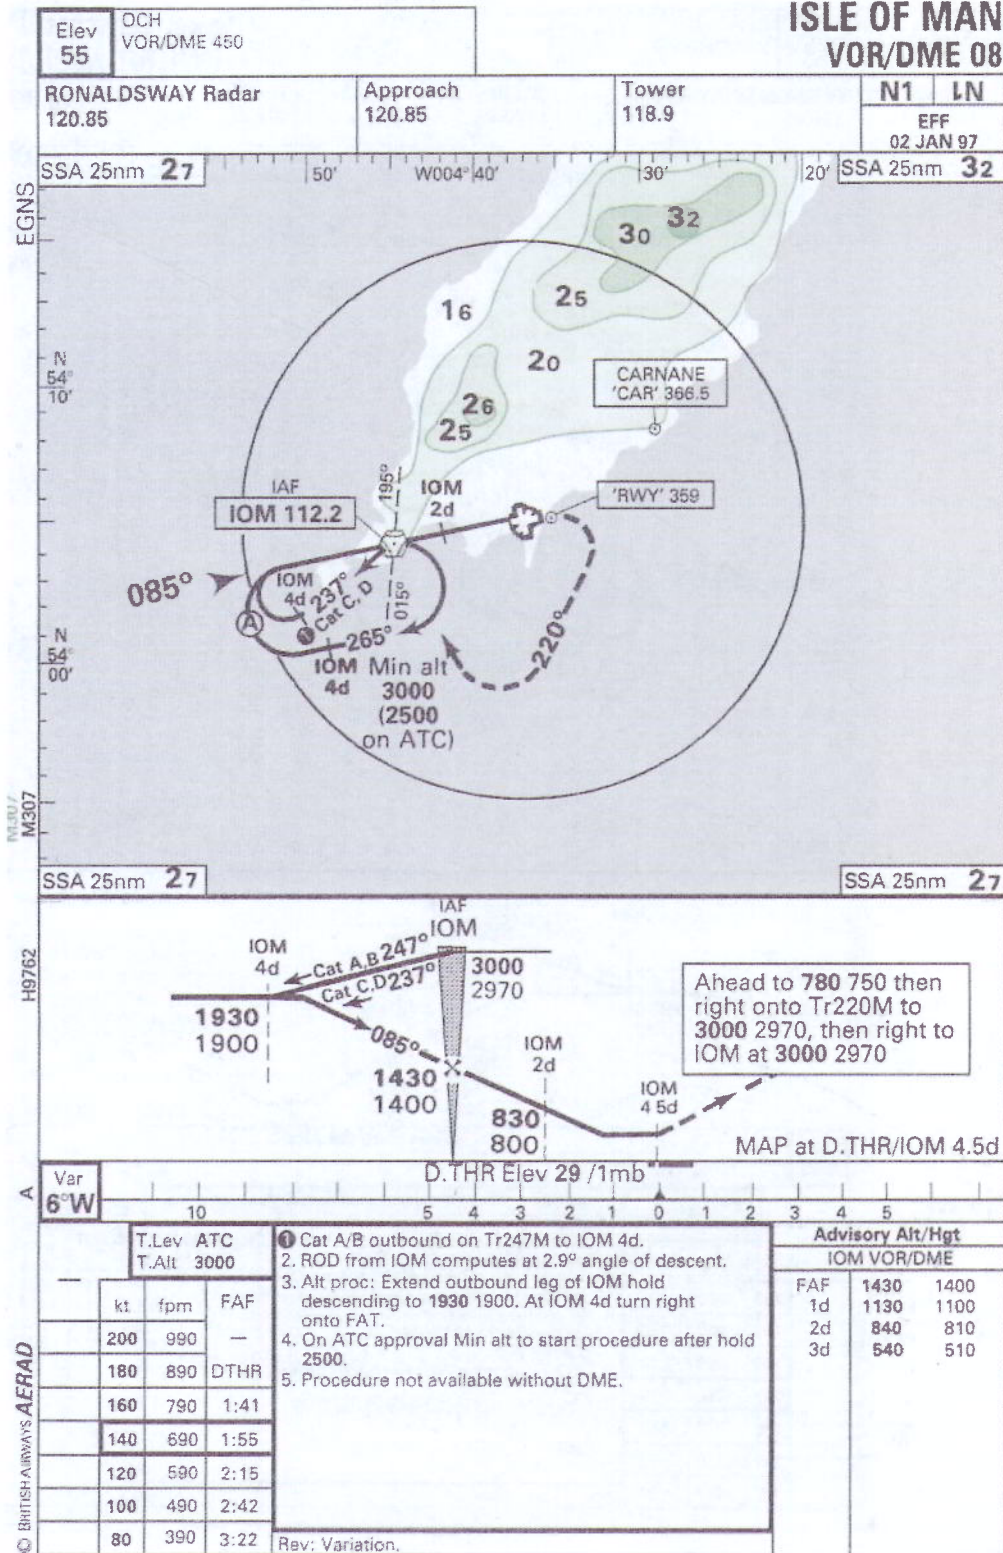 ISLE OF MAN
VOR/DME 08
Elev
55
OCH
VOR/DME 450
RONALDSWAY Radar
120.85
Approach
120.85
Tower
118.9
N1
EFF
02 JAN 97
SSA 25nm 27
50'
W004° 40'
30'
20'
SSA 25nm 32
EGNS
30
32
16
25
20
N
54°
10'
CARNANE
'CAR' 366.5
26
25
IAF
IOM 112.2
195°
IOM
2d
'RWY' 359
085°
IOM
4d
237°
Cat C, D
015°
A
1
265°
220°
N
54°
00'
IOM
4d
Min alt
3000
(2500
on ATC)
M307
M307
SSA 25nm 27
SSA 25nm 27
H9762
IAF
IOM
IOM
4d
Cat A,B 247°
Cat C,D 237°
3000
2970
Ahead to 780 750 then
right onto Tr220M to
3000 2970, then right to
IOM at 3000 2970
1930
1900
085°
IOM
2d
1430
1400
IOM
4 5d
830
800
MAP at D.THR/IOM 4.5d
D.THR Elev 29 /1mb
A
Var
6°W
10 5 4 3 2 1 0 1 2 3 4 5
T.Lev ATC
T.Alt 3000
kt fpm FAF
200 990 —
180 890 DTHR
160 790 1:41
140 690 1:55
120 590 2:15
100 490 2:42
80 390 3:22
1 Cat A/B outbound on Tr247M to IOM 4d.
2. ROD from IOM computes at 2.9º angle of descent.
3. Alt proc: Extend outbound leg of IOM hold
descending to 1930 1900. At IOM 4d turn right
onto FAT.
4. On ATC approval Min alt to start procedure after hold
2500.
5. Procedure not available without DME.
Rev: Variation.
Advisory Alt/Hgt
IOM VOR/DME
FAF 1430 1400
1d 1130 1100
2d 840 810
3d 540 510
© BRITISH AIRWAYS AERAD